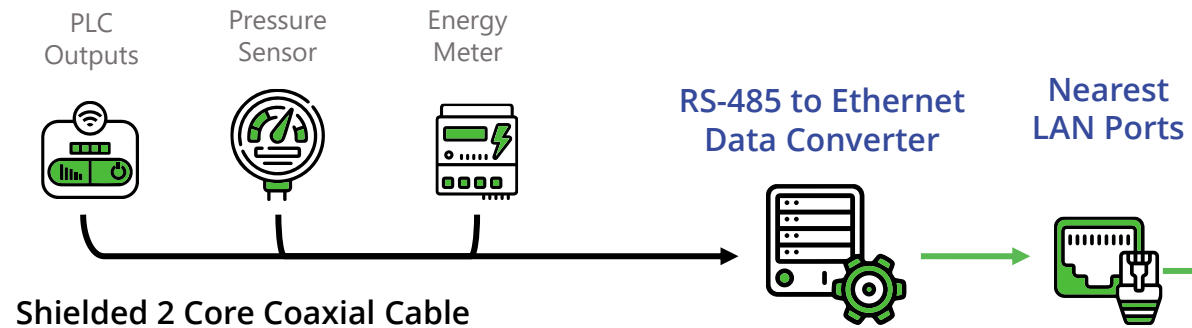 PLC
Outputs
Pressure
Sensor
Energy
Meter
RS-485 to Ethernet
Data Converter
Nearest
LAN Ports
Shielded 2 Core Coaxial Cable